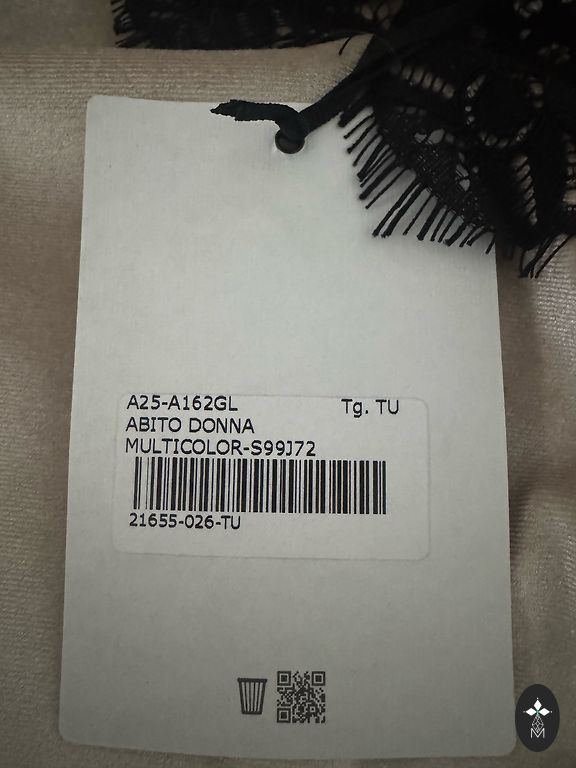 A25-A162GL Tg. TU
ABITO DONNA
MULTICOLOR-S99J72
21655-026-TU
M